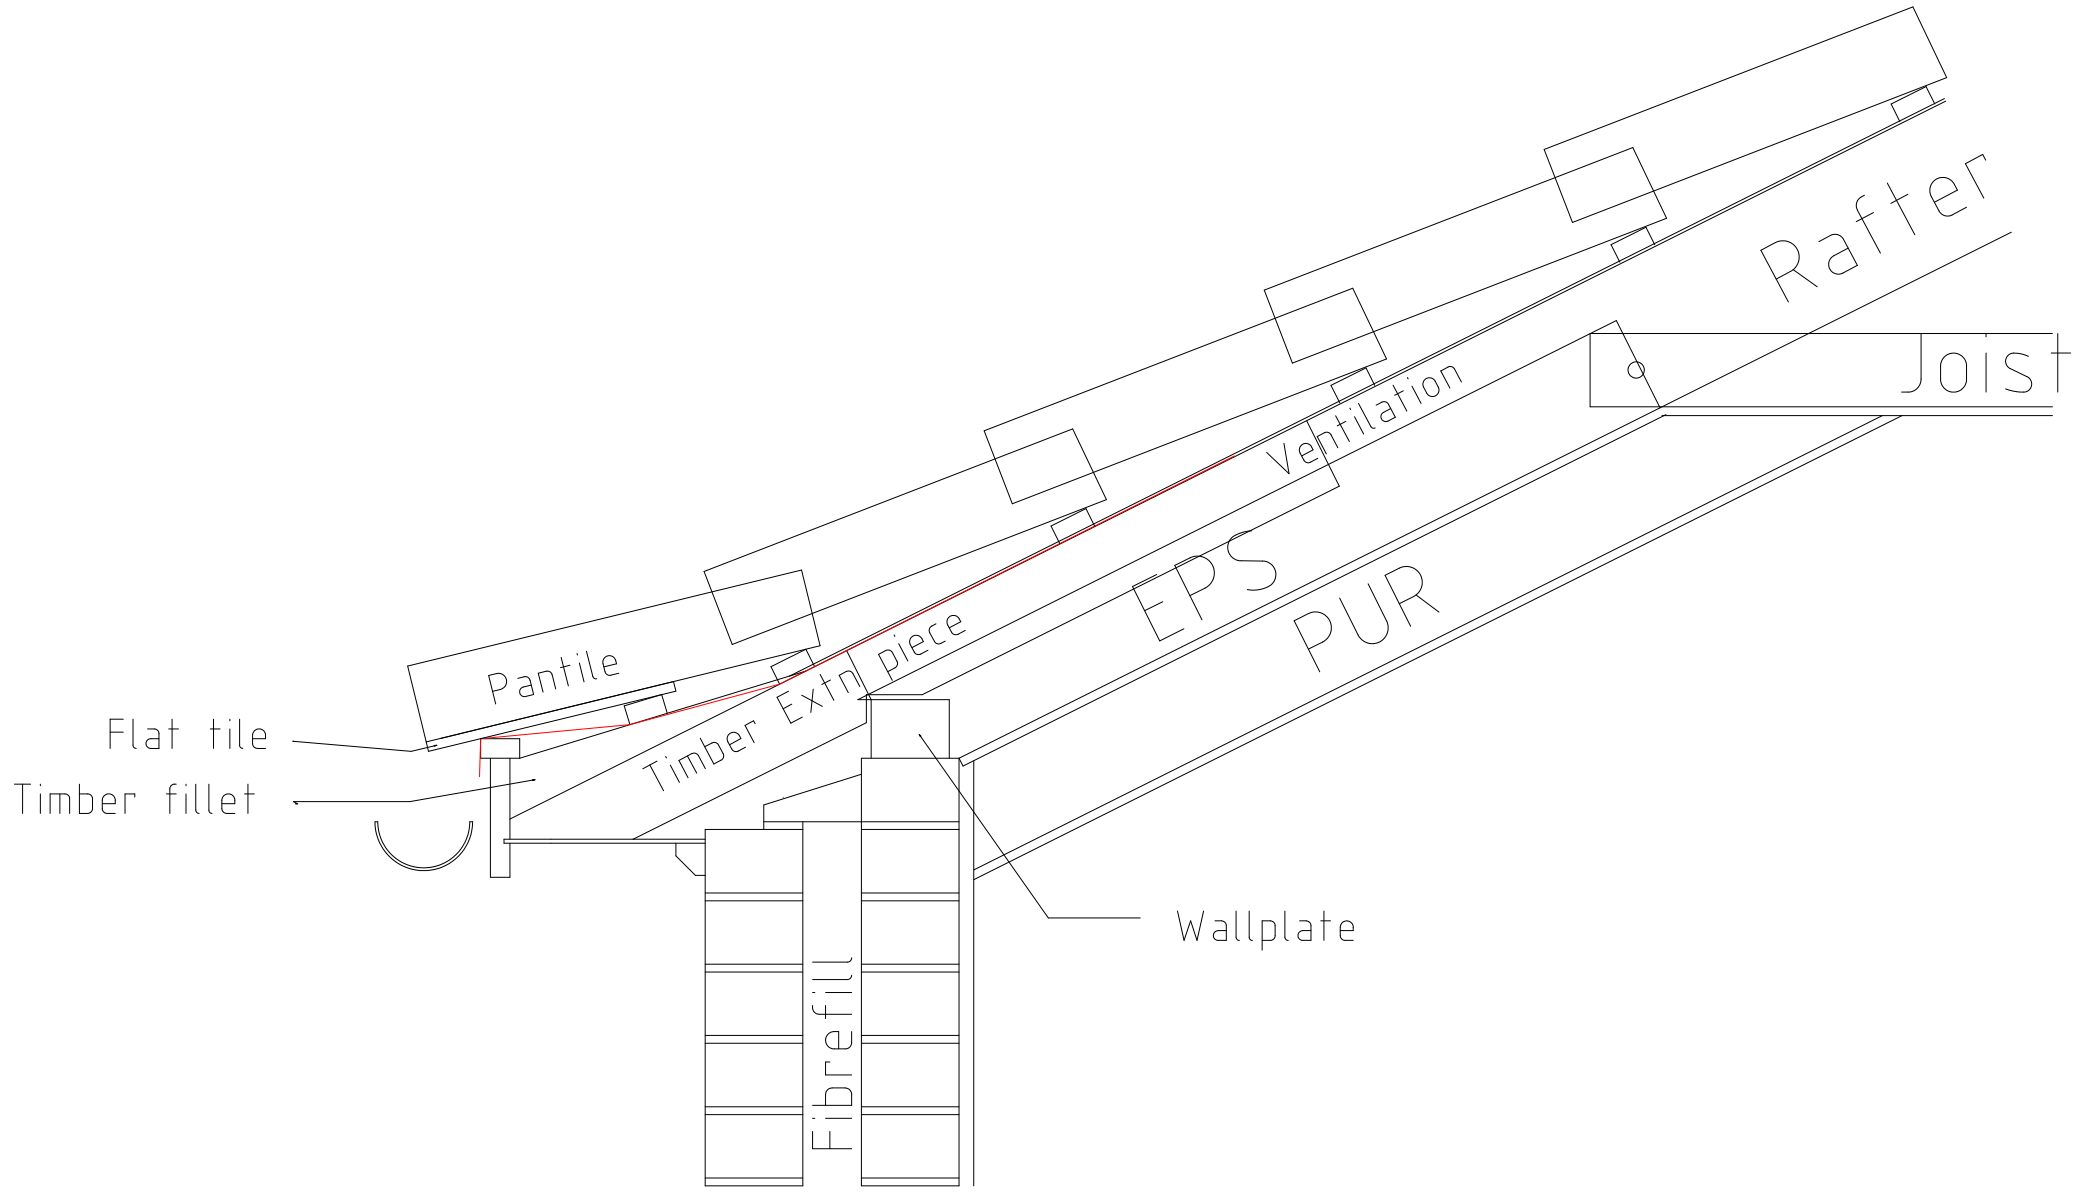 Rafter
Joist
Ventilation
EPS
PUR
Timber Extn piece
Pantile
Flat tile
Timber fillet
Wallplate
Fibrefill